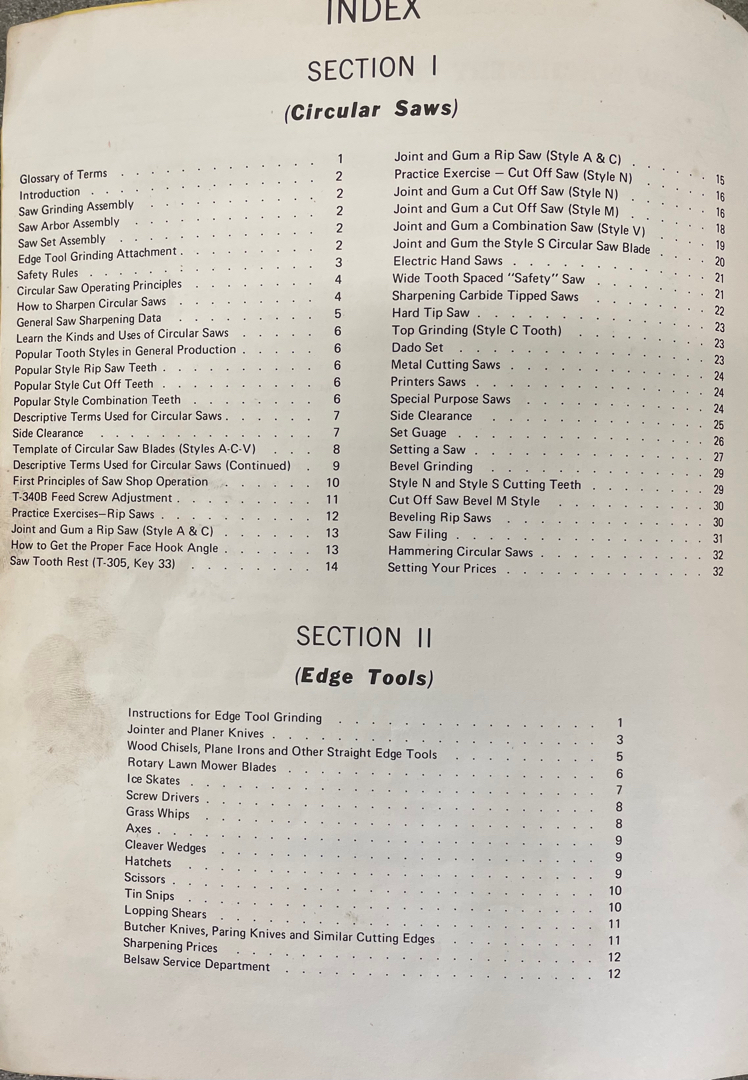 INDEX
SECTION I
(Circular Saws)
Glossary of Terms . . . . . . . . . . 1
Introduction . . . . . . . . . . 2
Saw Grinding Assembly . . . . . . . . . . 2
Saw Arbor Assembly . . . . . . . . . . 2
Saw Set Assembly . . . . . . . . . . 2
Edge Tool Grinding Attachment . . . . . . . 2
Safety Rules . . . . . . . . . . 3
Circular Saw Operating Principles . . . . . . . 4
How to Sharpen Circular Saws . . . . . . . 4
General Saw Sharpening Data . . . . . . . 5
Learn the Kinds and Uses of Circular Saws . . . . . 6
Popular Tooth Styles in General Production . . . . . 6
Popular Style Rip Saw Teeth . . . . . . . . 6
Popular Style Cut Off Teeth . . . . . . . . 6
Popular Style Combination Teeth . . . . . . . 6
Descriptive Terms Used for Circular Saws . . . . . 7
Side Clearance . . . . . . . . . . 7
Template of Circular Saw Blades (Styles A-C-V) . . . . 8
Descriptive Terms Used for Circular Saws (Continued) . 9
First Principles of Saw Shop Operation . . . . . 10
T-340B Feed Screw Adjustment . . . . . . . 11
Practice Exercises—Rip Saws . . . . . . . . 12
Joint and Gum a Rip Saw (Style A & C) . . . . . 13
How to Get the Proper Face Hook Angle . . . . . 13
Saw Tooth Rest (T-305, Key 33) . . . . . . . 14
Joint and Gum a Rip Saw (Style A & C) . . . . 15
Practice Exercise — Cut Off Saw (Style N) . . . . 16
Joint and Gum a Cut Off Saw (Style N) . . . . 16
Joint and Gum a Cut Off Saw (Style M) . . . . 18
Joint and Gum a Combination Saw (Style V) . . . . 19
Joint and Gum the Style S Circular Saw Blade . . . 20
Electric Hand Saws . . . . . . . . . 21
Wide Tooth Spaced "Safety" Saw . . . . . . 21
Sharpening Carbide Tipped Saws . . . . . . 22
Hard Tip Saw . . . . . . . . . . 23
Top Grinding (Style C Tooth) . . . . . . . 23
Dado Set . . . . . . . . . . . 23
Metal Cutting Saws . . . . . . . . . 24
Printers Saws . . . . . . . . . . 24
Special Purpose Saws . . . . . . . . . 24
Side Clearance . . . . . . . . . . 25
Set Guage . . . . . . . . . . . 26
Setting a Saw . . . . . . . . . . 27
Bevel Grinding . . . . . . . . . . 29
Style N and Style S Cutting Teeth . . . . . . 29
Cut Off Saw Bevel M Style . . . . . . . . 30
Beveling Rip Saws . . . . . . . . . 30
Saw Filing . . . . . . . . . . . 31
Hammering Circular Saws . . . . . . . . 32
Setting Your Prices . . . . . . . . . 32
SECTION II
(Edge Tools)
Instructions for Edge Tool Grinding . . . . . . . . . . 1
Jointer and Planer Knives . . . . . . . . . . . . 3
Wood Chisels, Plane Irons and Other Straight Edge Tools . . . . . . 5
Rotary Lawn Mower Blades . . . . . . . . . . . 6
Ice Skates . . . . . . . . . . . . . . 7
Screw Drivers . . . . . . . . . . . . . . 8
Grass Whips . . . . . . . . . . . . . . 8
Axes . . . . . . . . . . . . . . . 9
Cleaver Wedges . . . . . . . . . . . . . 9
Hatchets . . . . . . . . . . . . . . 9
Scissors . . . . . . . . . . . . . . . 10
Tin Snips . . . . . . . . . . . . . . 10
Lopping Shears . . . . . . . . . . . . . 11
Butcher Knives, Paring Knives and Similar Cutting Edges . . . . . . 11
Sharpening Prices . . . . . . . . . . . . . 12
Belsaw Service Department . . . . . . . . . . . 12